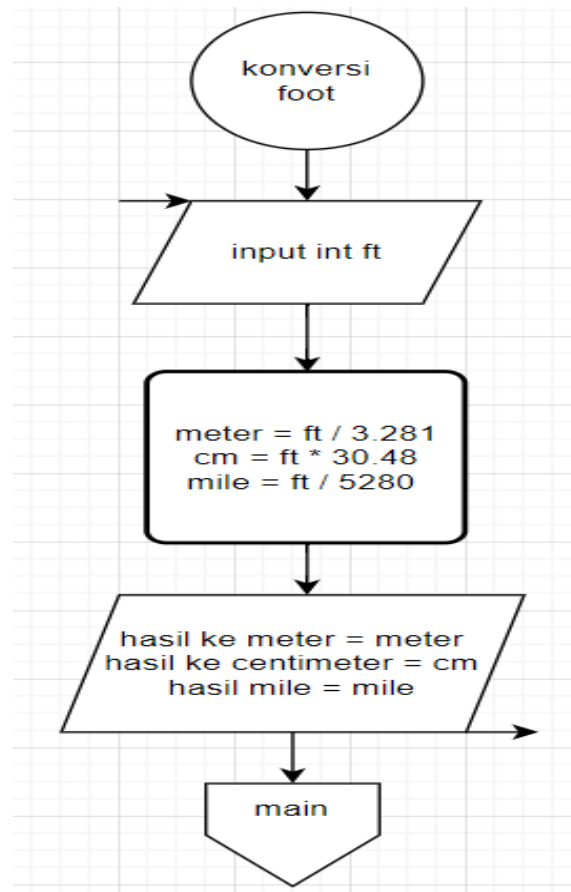 konversi
foot
input int ft
meter = ft / 3.281
cm = ft * 30.48
mile = ft / 5280
hasil ke meter = meter
hasil ke centimeter = cm
hasil mile = mile
main